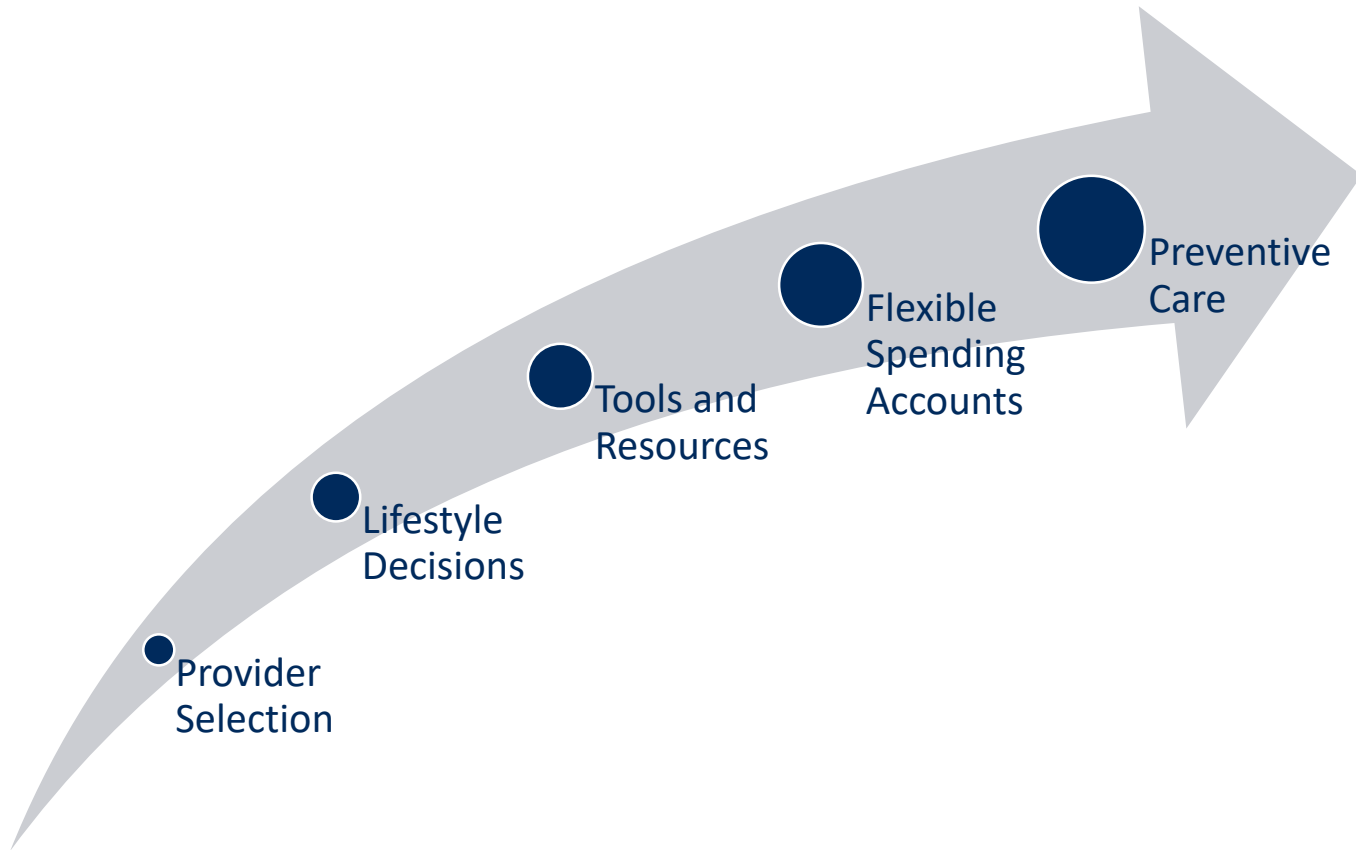 Provider
Selection
Lifestyle
Decisions
Tools and
Resources
Flexible
Spending
Accounts
Preventive
Care